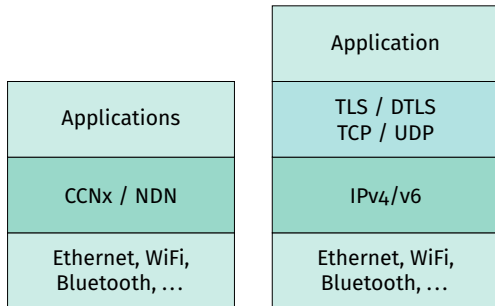 Applications
CCNx / NDN
Ethernet, WiFi,
Bluetooth, …
Application
TLS / DTLS
TCP / UDP
IPv4/v6
Ethernet, WiFi,
Bluetooth, …